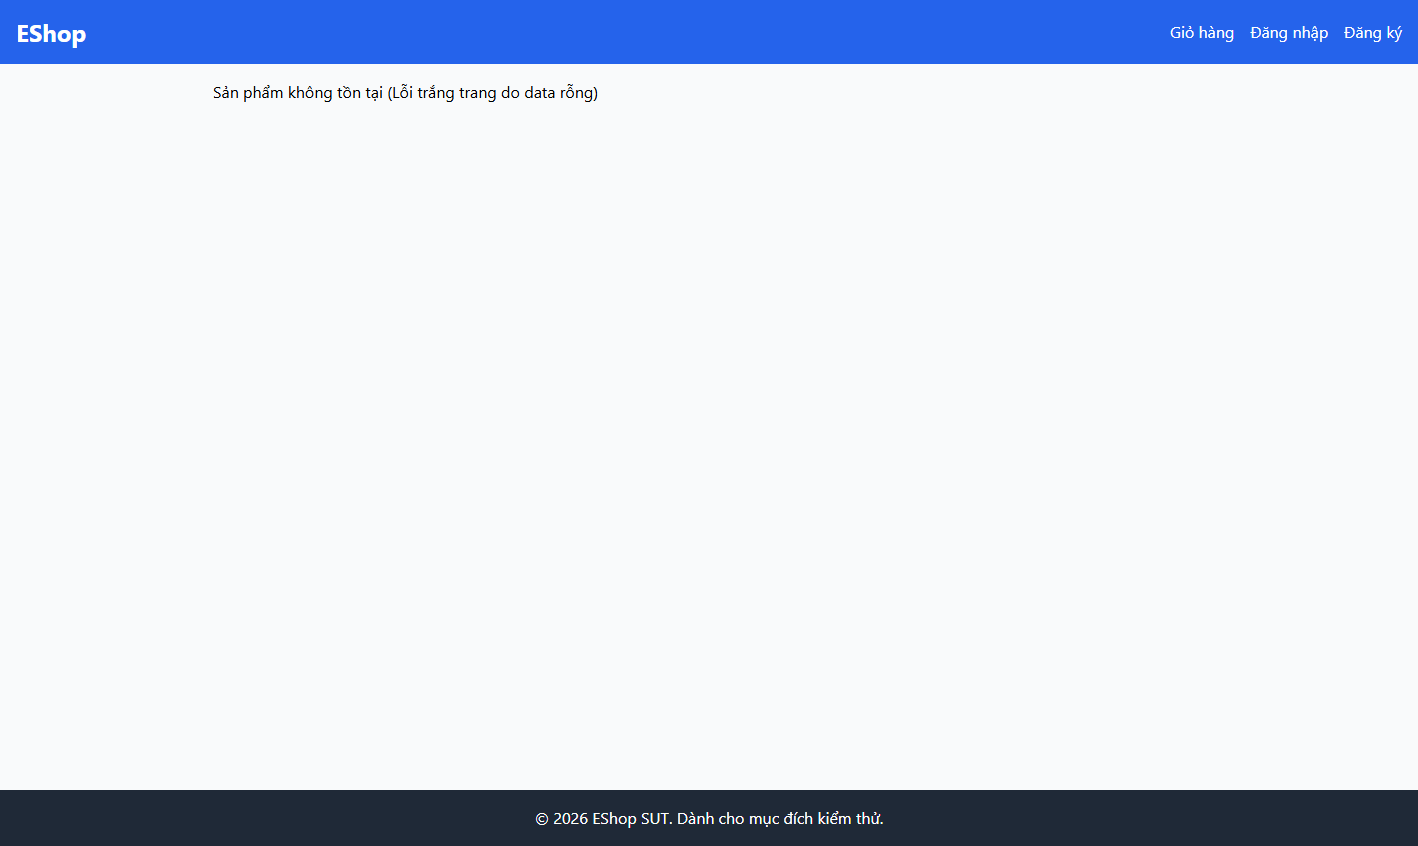 EShop
Giỏ hàng Đăng nhập Đăng ký
Sản phẩm không tồn tại (Lỗi trắng trang do data rỗng)
© 2026 EShop SUT. Dành cho mục đích kiểm thử.